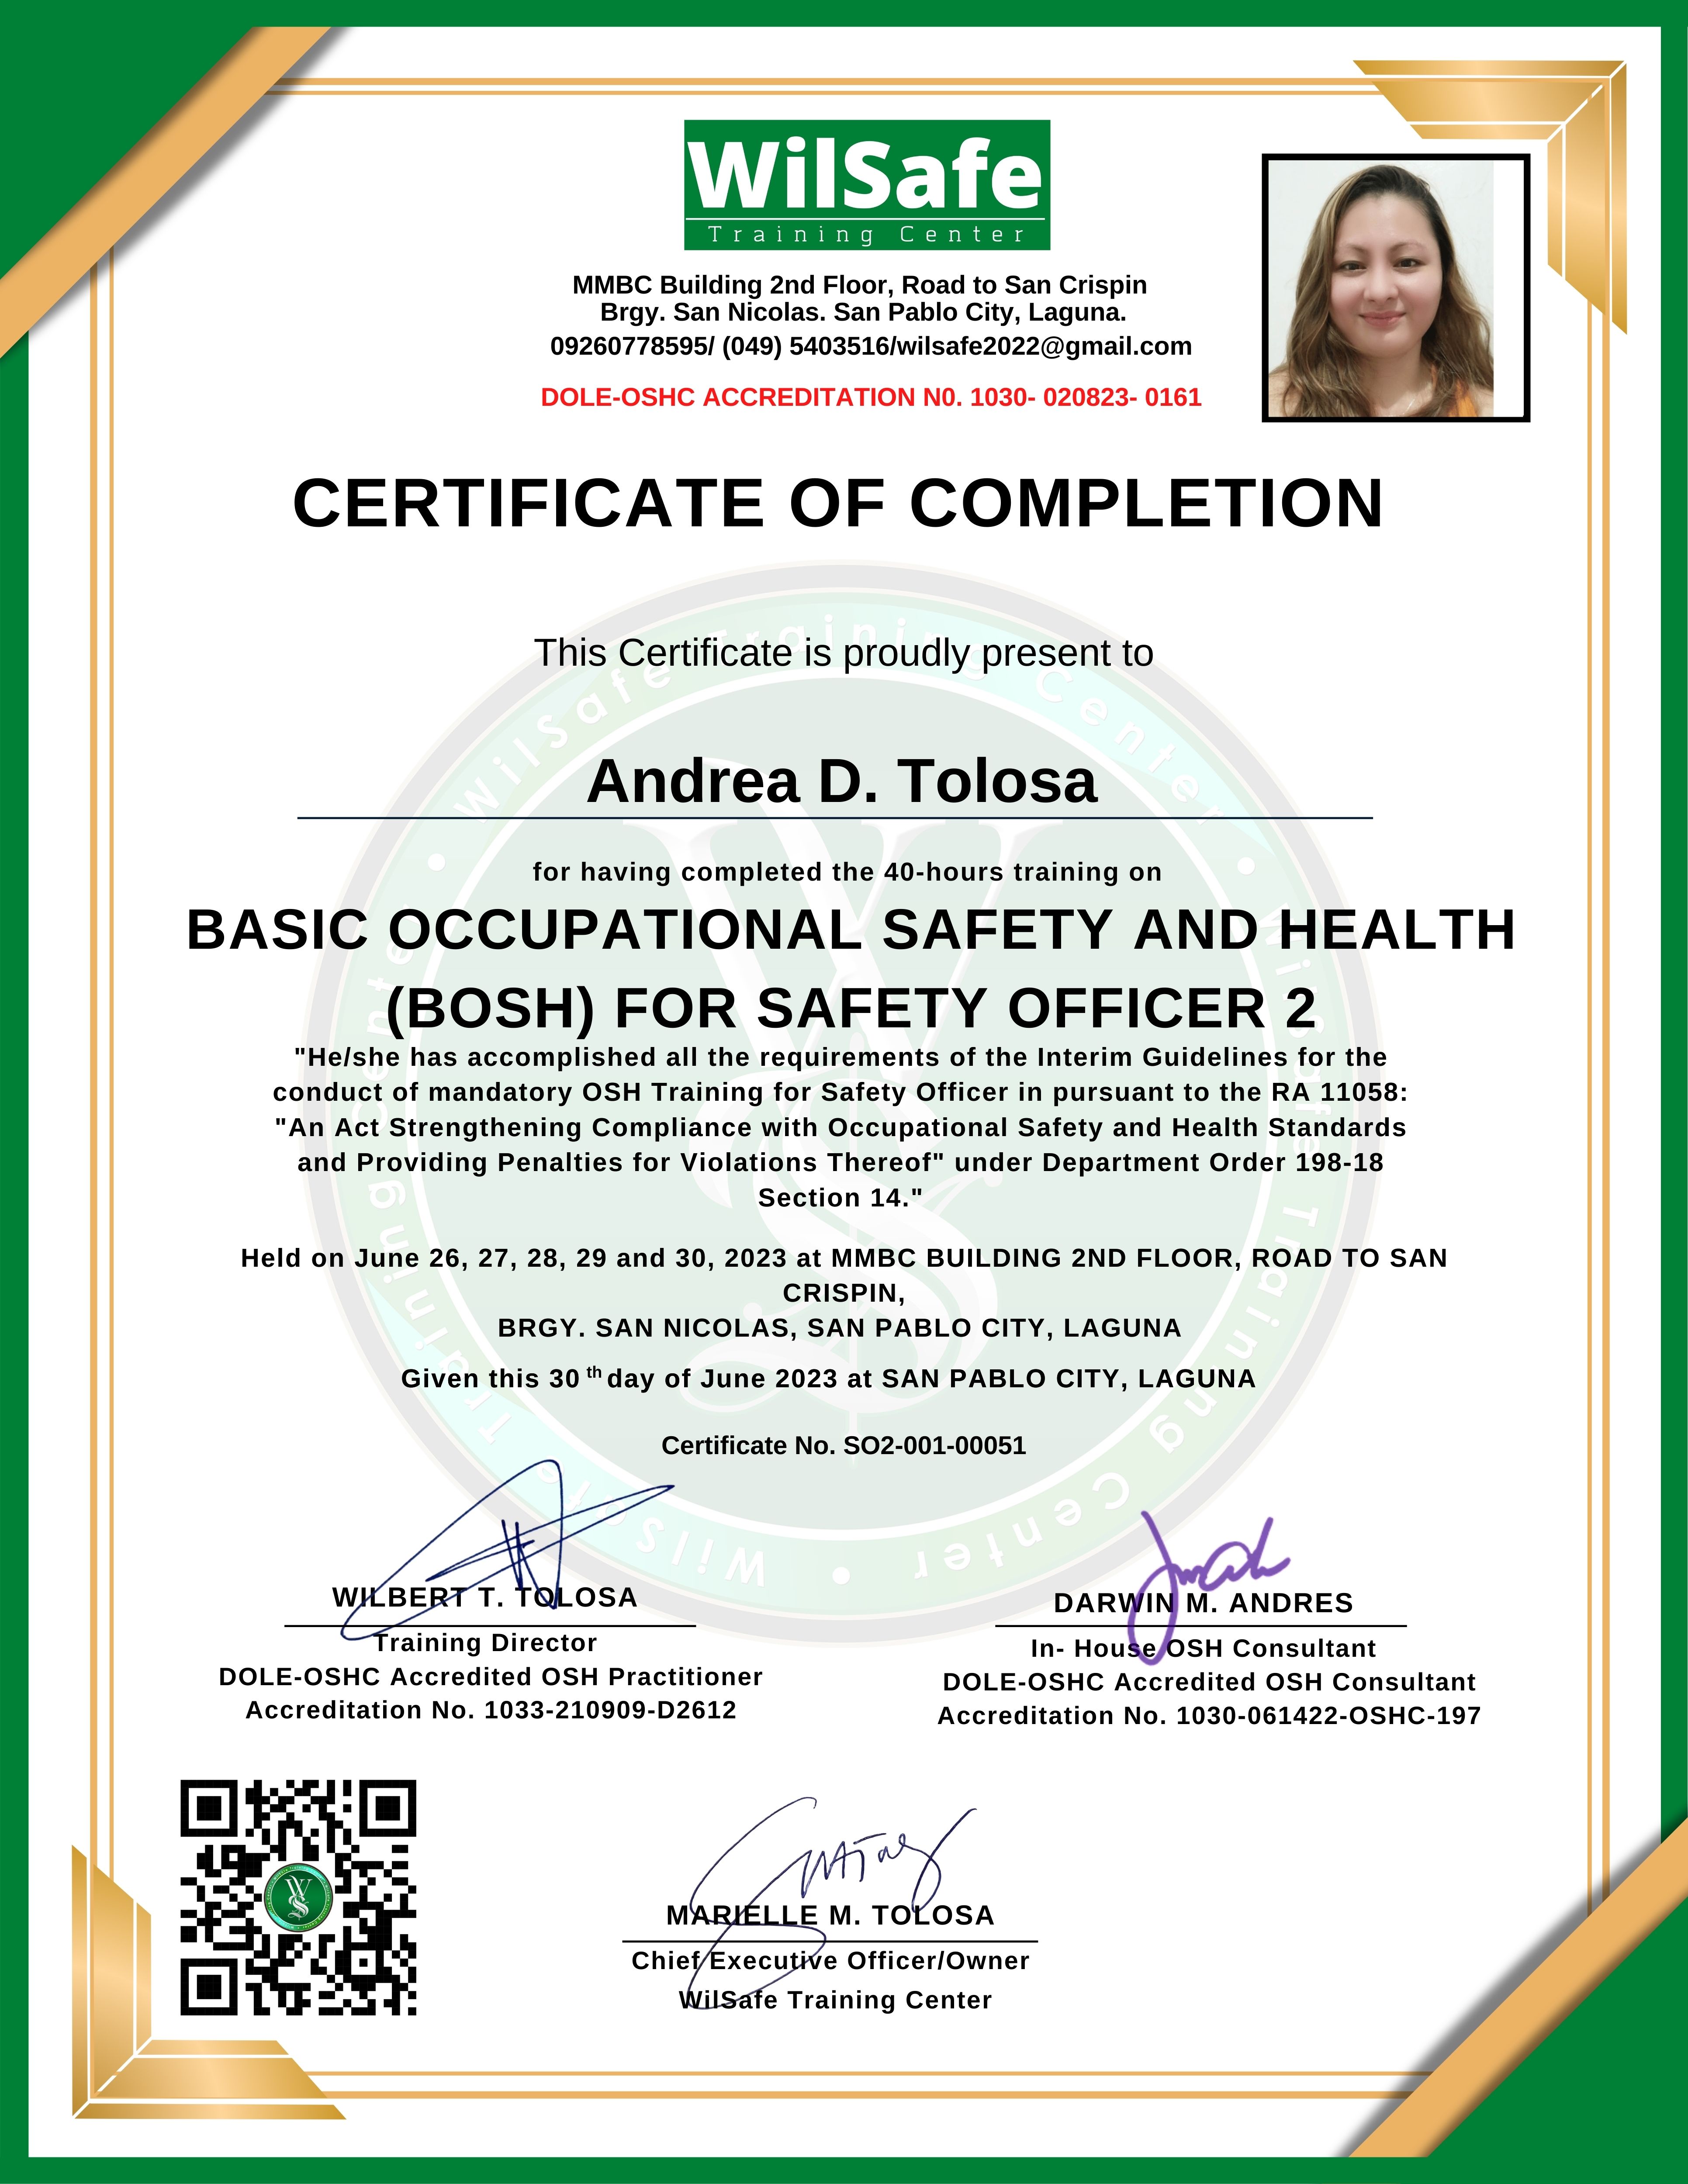 WilSafe
Training Center
MMBC Building 2nd Floor, Road to San Crispin
Brgy. San Nicolas. San Pablo City, Laguna.
09260778595/ (049) 5403516/wilsafe2022@gmail.com
DOLE-OSHC ACCREDITATION N0. 1030- 020823- 0161
CERTIFICATE OF COMPLETION
This Certificate is proudly present to
Andrea D. Tolosa
for having completed the 40-hours training on
BASIC OCCUPATIONAL SAFETY AND HEALTH
(BOSH) FOR SAFETY OFFICER 2
"He/she has accomplished all the requirements of the Interim Guidelines for the
conduct of mandatory OSH Training for Safety Officer in pursuant to the RA 11058:
"An Act Strengthening Compliance with Occupational Safety and Health Standards
and Providing Penalties for Violations Thereof" under Department Order 198-18
Section 14."
Held on June 26, 27, 28, 29 and 30, 2023 at MMBC BUILDING 2ND FLOOR, ROAD TO SAN
CRISPIN,
BRGY. SAN NICOLAS, SAN PABLO CITY, LAGUNA
Given this 30 th day of June 2023 at SAN PABLO CITY, LAGUNA
Certificate No. SO2-001-00051
WilSafe Training Center • WilSafe Training Center • WilSafe Training Center •
WILBERT T. TOLOSA
Training Director
DOLE-OSHC Accredited OSH Practitioner
Accreditation No. 1033-210909-D2612
DARWIN M. ANDRES
In- House OSH Consultant
DOLE-OSHC Accredited OSH Consultant
Accreditation No. 1030-061422-OSHC-197
MARIELLE M. TOLOSA
Chief Executive Officer/Owner
WilSafe Training Center